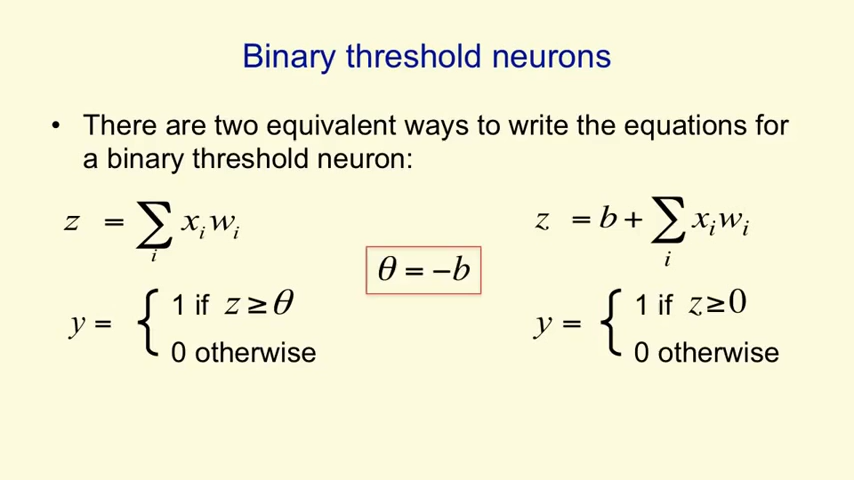 Binary threshold neurons
• There are two equivalent ways to write the equations for
a binary threshold neuron:
z = ∑ᵢ xᵢwᵢ
z = b + ∑ᵢ xᵢwᵢ
θ = −b
y = { 1 if z ≥ θ
0 otherwise
y = { 1 if z ≥ 0
0 otherwise